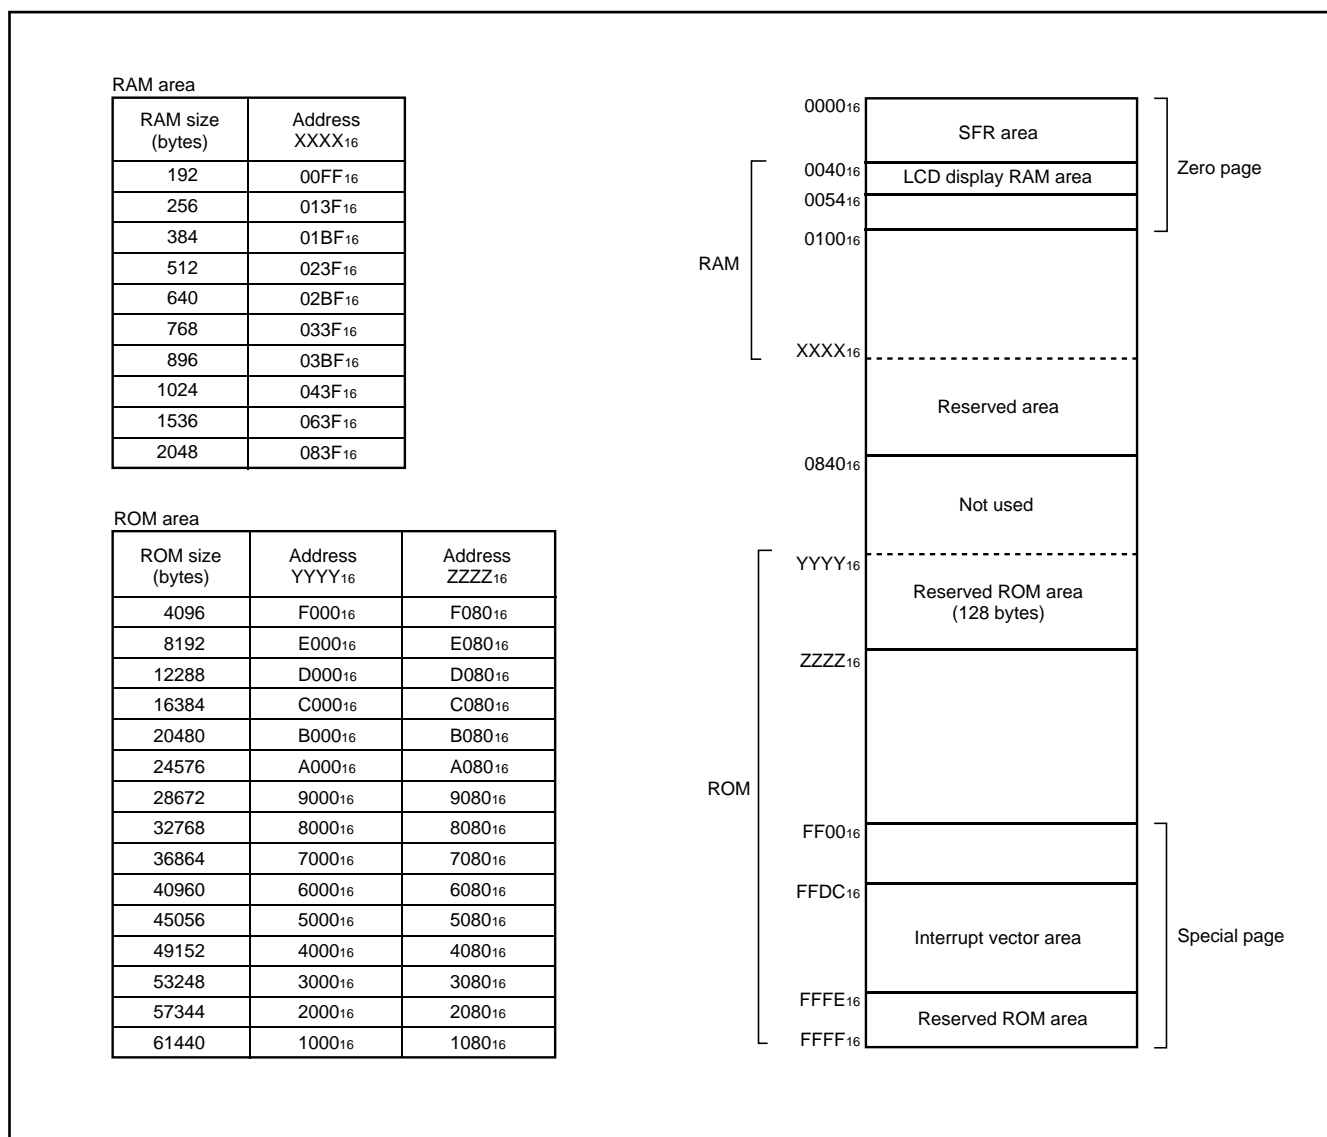 RAM area
RAM size
(bytes)
Address
XXXX16
192 00FF16
256 013F16
384 01BF16
512 023F16
640 02BF16
768 033F16
896 03BF16
1024 043F16
1536 063F16
2048 083F16
ROM area
ROM size
(bytes)
Address
YYYY16
Address
ZZZZ16
4096 F00016 F08016
8192 E00016 E08016
12288 D00016 D08016
16384 C00016 C08016
20480 B00016 B08016
24576 A00016 A08016
28672 900016 908016
32768 800016 808016
36864 700016 708016
40960 600016 608016
45056 500016 508016
49152 400016 408016
53248 300016 308016
57344 200016 208016
61440 100016 108016
000016
SFR area
Zero page
004016
LCD display RAM area
005416
010016
RAM
XXXX16
Reserved area
084016
Not used
YYYY16
Reserved ROM area
(128 bytes)
ZZZZ16
ROM
FF0016
FFDC16
Interrupt vector area
Special page
FFFE16
Reserved ROM area
FFFF16